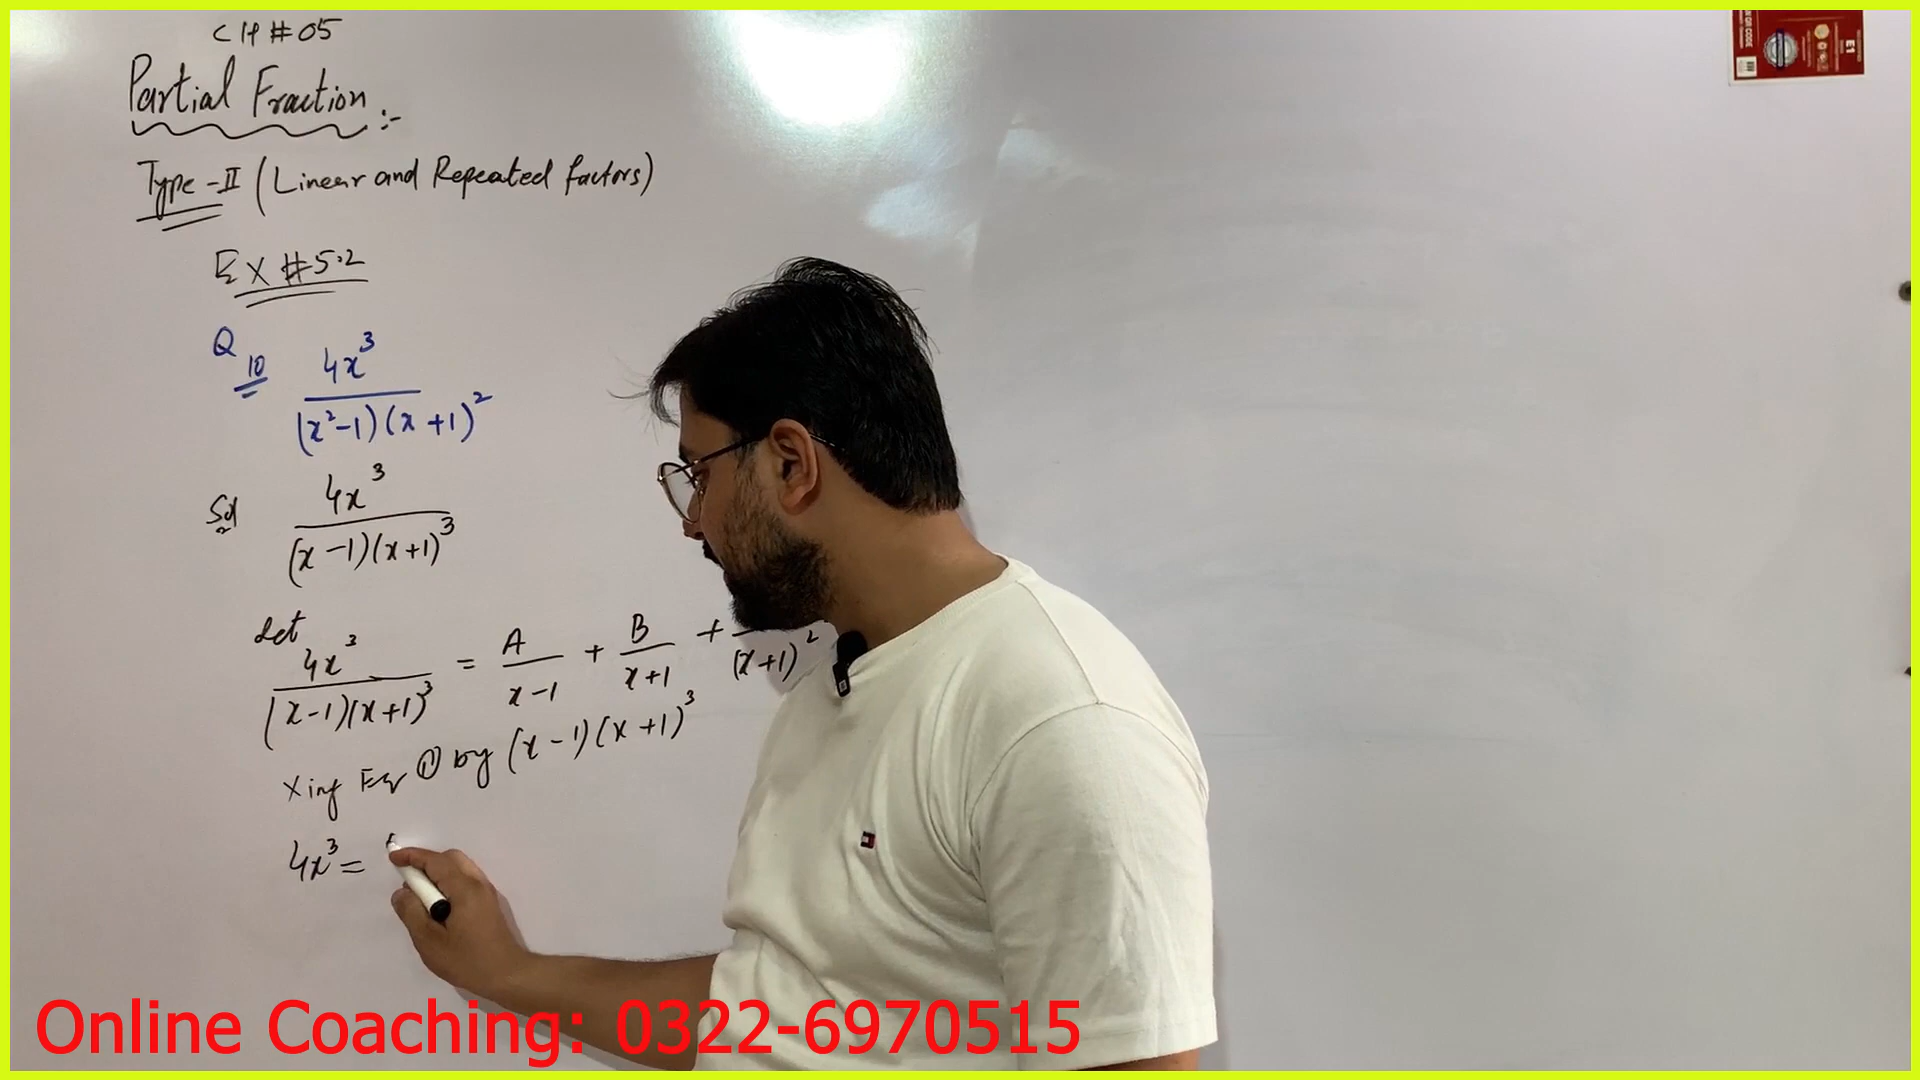 CH#05
Partial Fraction:-
Type-II (Linear and Repeated factors)
EX #5.2
Q 10 4x³
(x²-1)(x+1)²
Sol 4x³
(x-1)(x+1)³
Let
4x³ = A + B +
(x-1)(x+1)³ x-1 x+1 (x+1)²
Xing Eq ① by (x-1)(x+1)³
4x³ =
Online Coaching: 0322-6970515